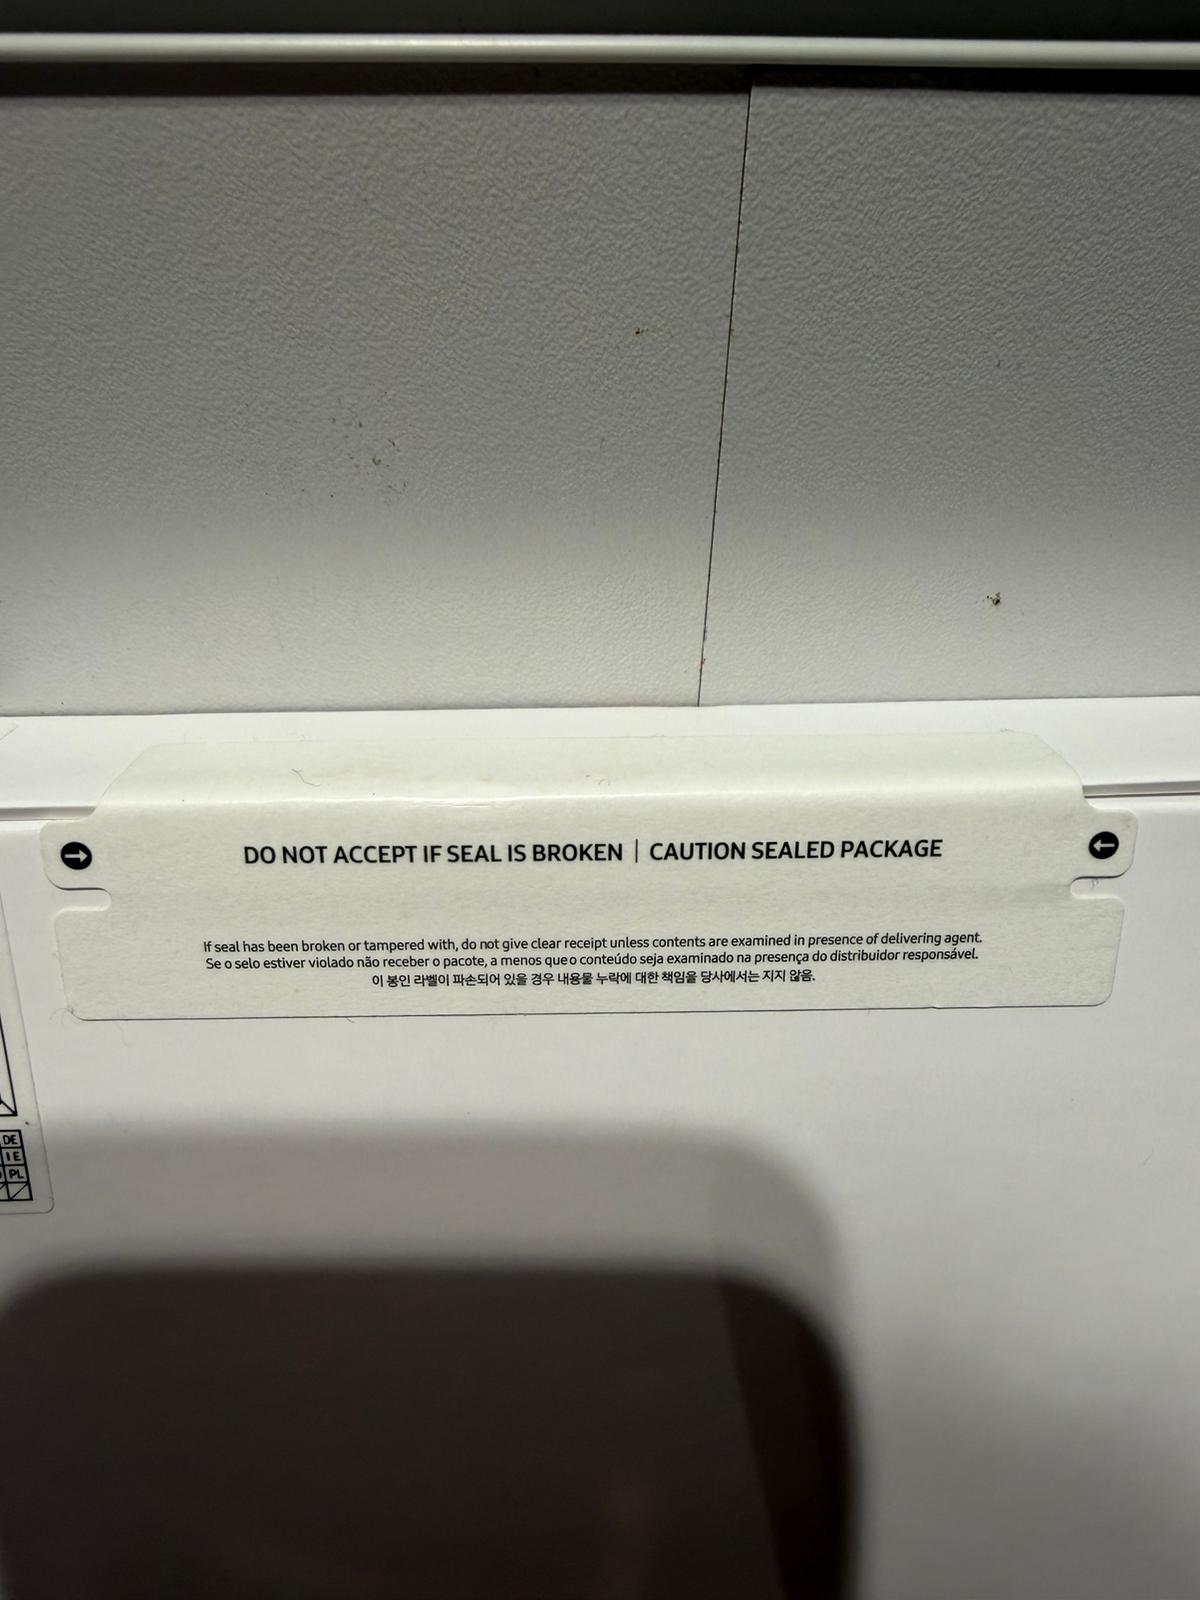 DO NOT ACCEPT IF SEAL IS BROKEN | CAUTION SEALED PACKAGE
If seal has been broken or tampered with, do not give clear receipt unless contents are examined in presence of delivering agent.
Se o selo estiver violado não receber o pacote, a menos que o conteúdo seja examinado na presença do distribuidor responsável.
이 봉인 라벨이 파손되어 있을 경우 내용물 누락에 대한 책임을 당사에서는 지지 않음.
DE
IE
PL